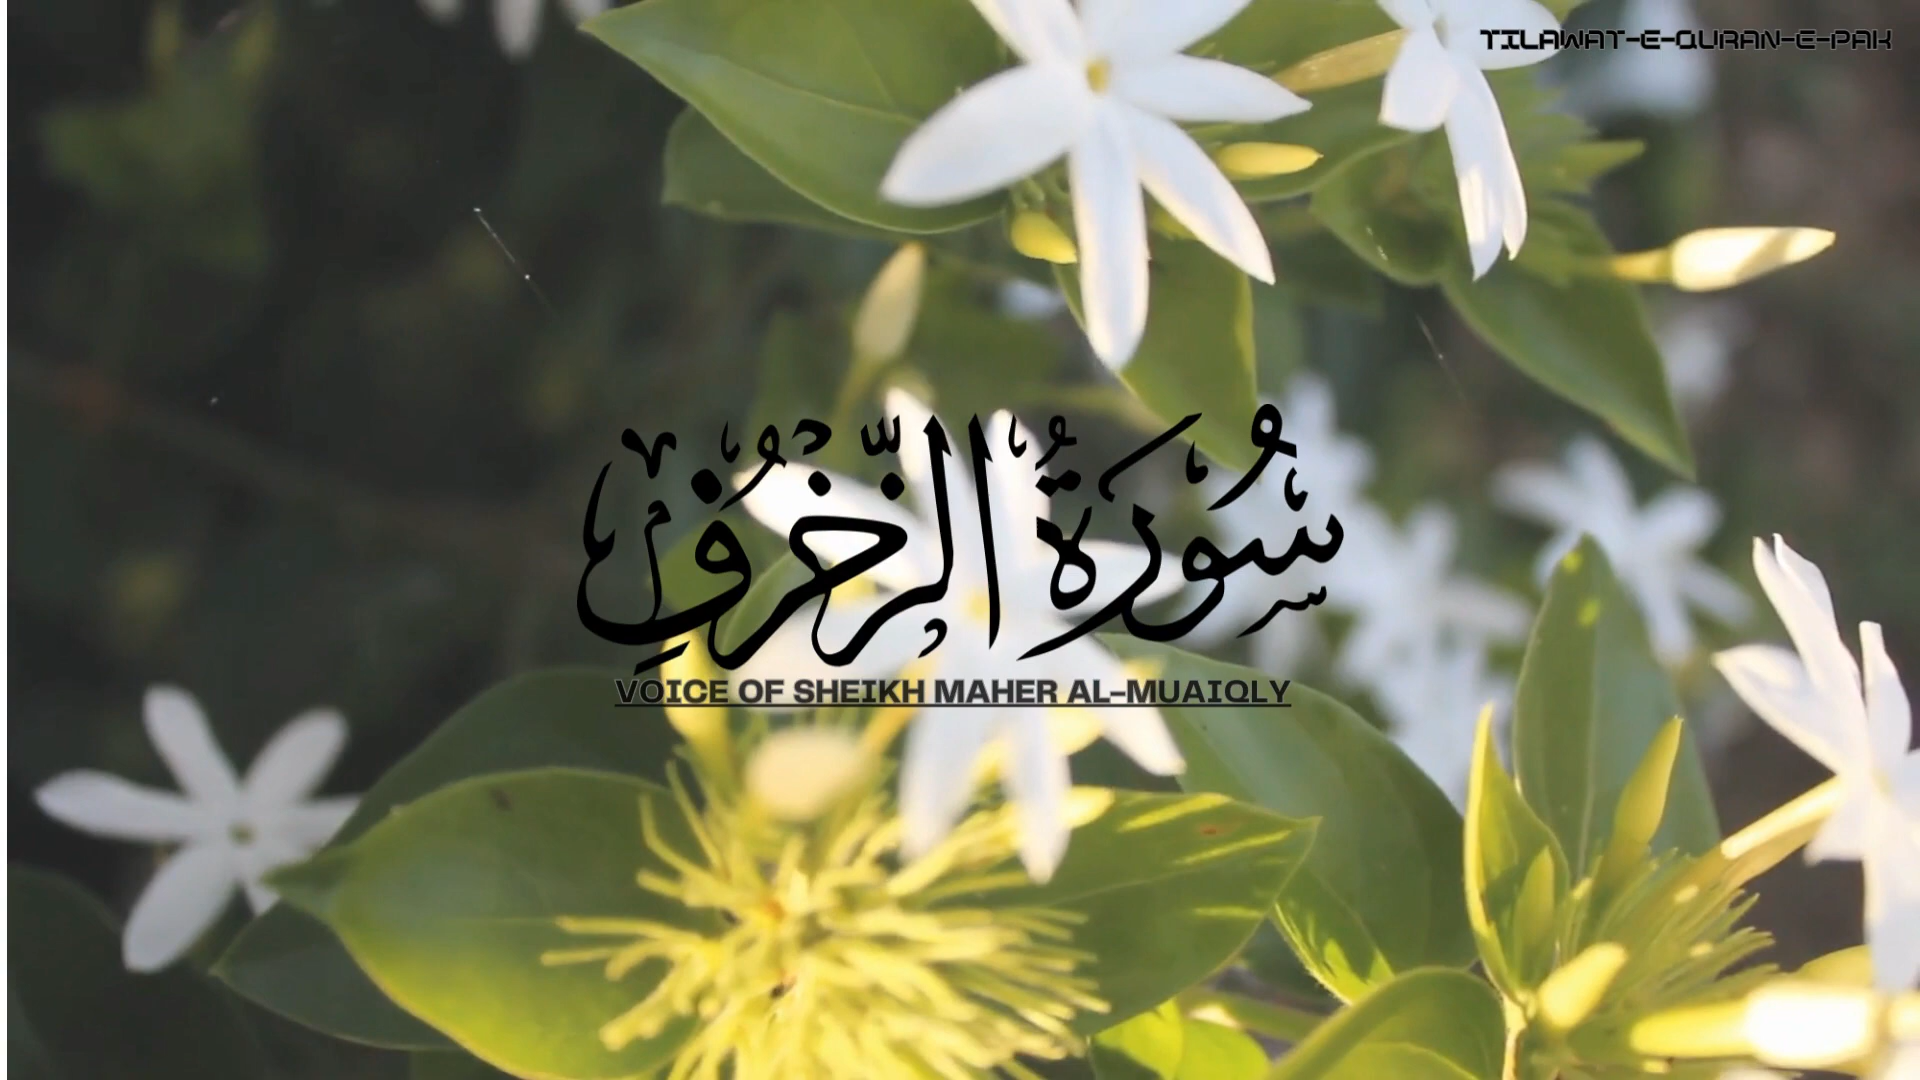 TILAWAT-E-QURAN-E-PAK
سُورَةُ الزُّخْرُفِ
VOICE OF SHEIKH MAHER AL-MUAIQLY